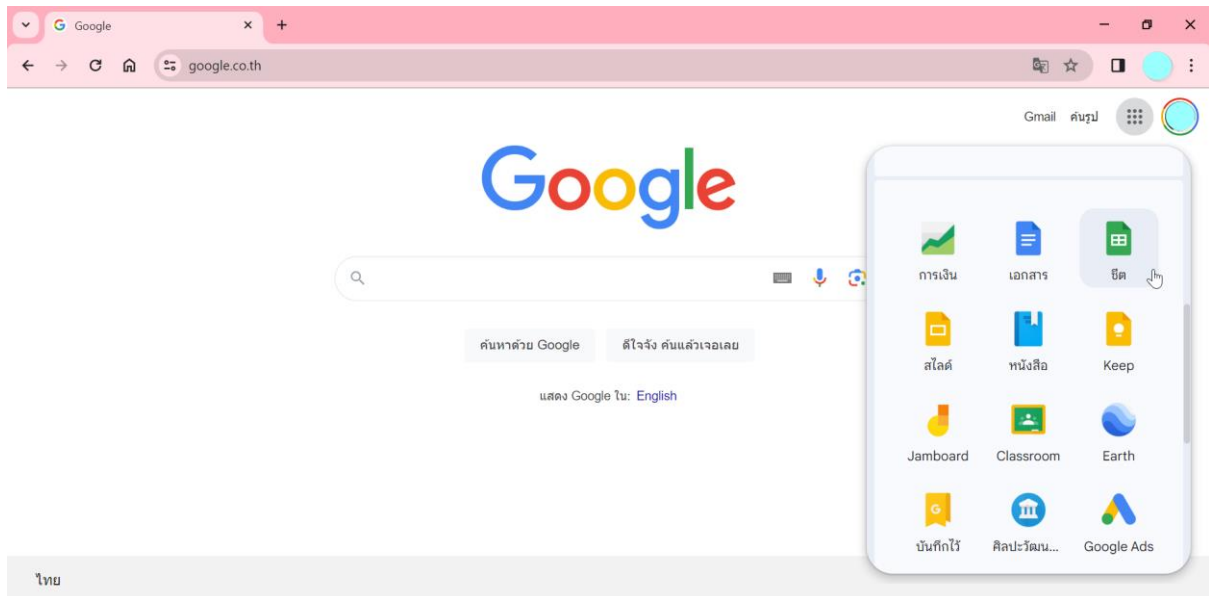 Google
google.co.th
Gmail ค้นรูป
Google
การเงิน เอกสาร ชีต
สไลด์ หนังสือ Keep
ค้นหาด้วย Google ดีใจจัง ค้นแล้วเจอเลย
แสดง Google ใน: English
Jamboard Classroom Earth
G
บันทึกไว้ ศิลปะวัฒน... Google Ads
ไทย